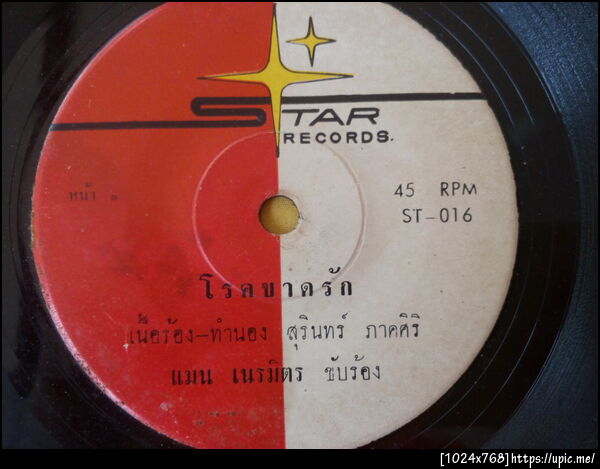 STAR
RECORDS.
หน้า
45 RPM
ST-016
โรคขาดรัก
เนื้อร้อง-ทำนอง สุรินทร์ ภาคศิริ
แมน เนรมิตร ขับร้อง
[1024x768]https://upic.me/